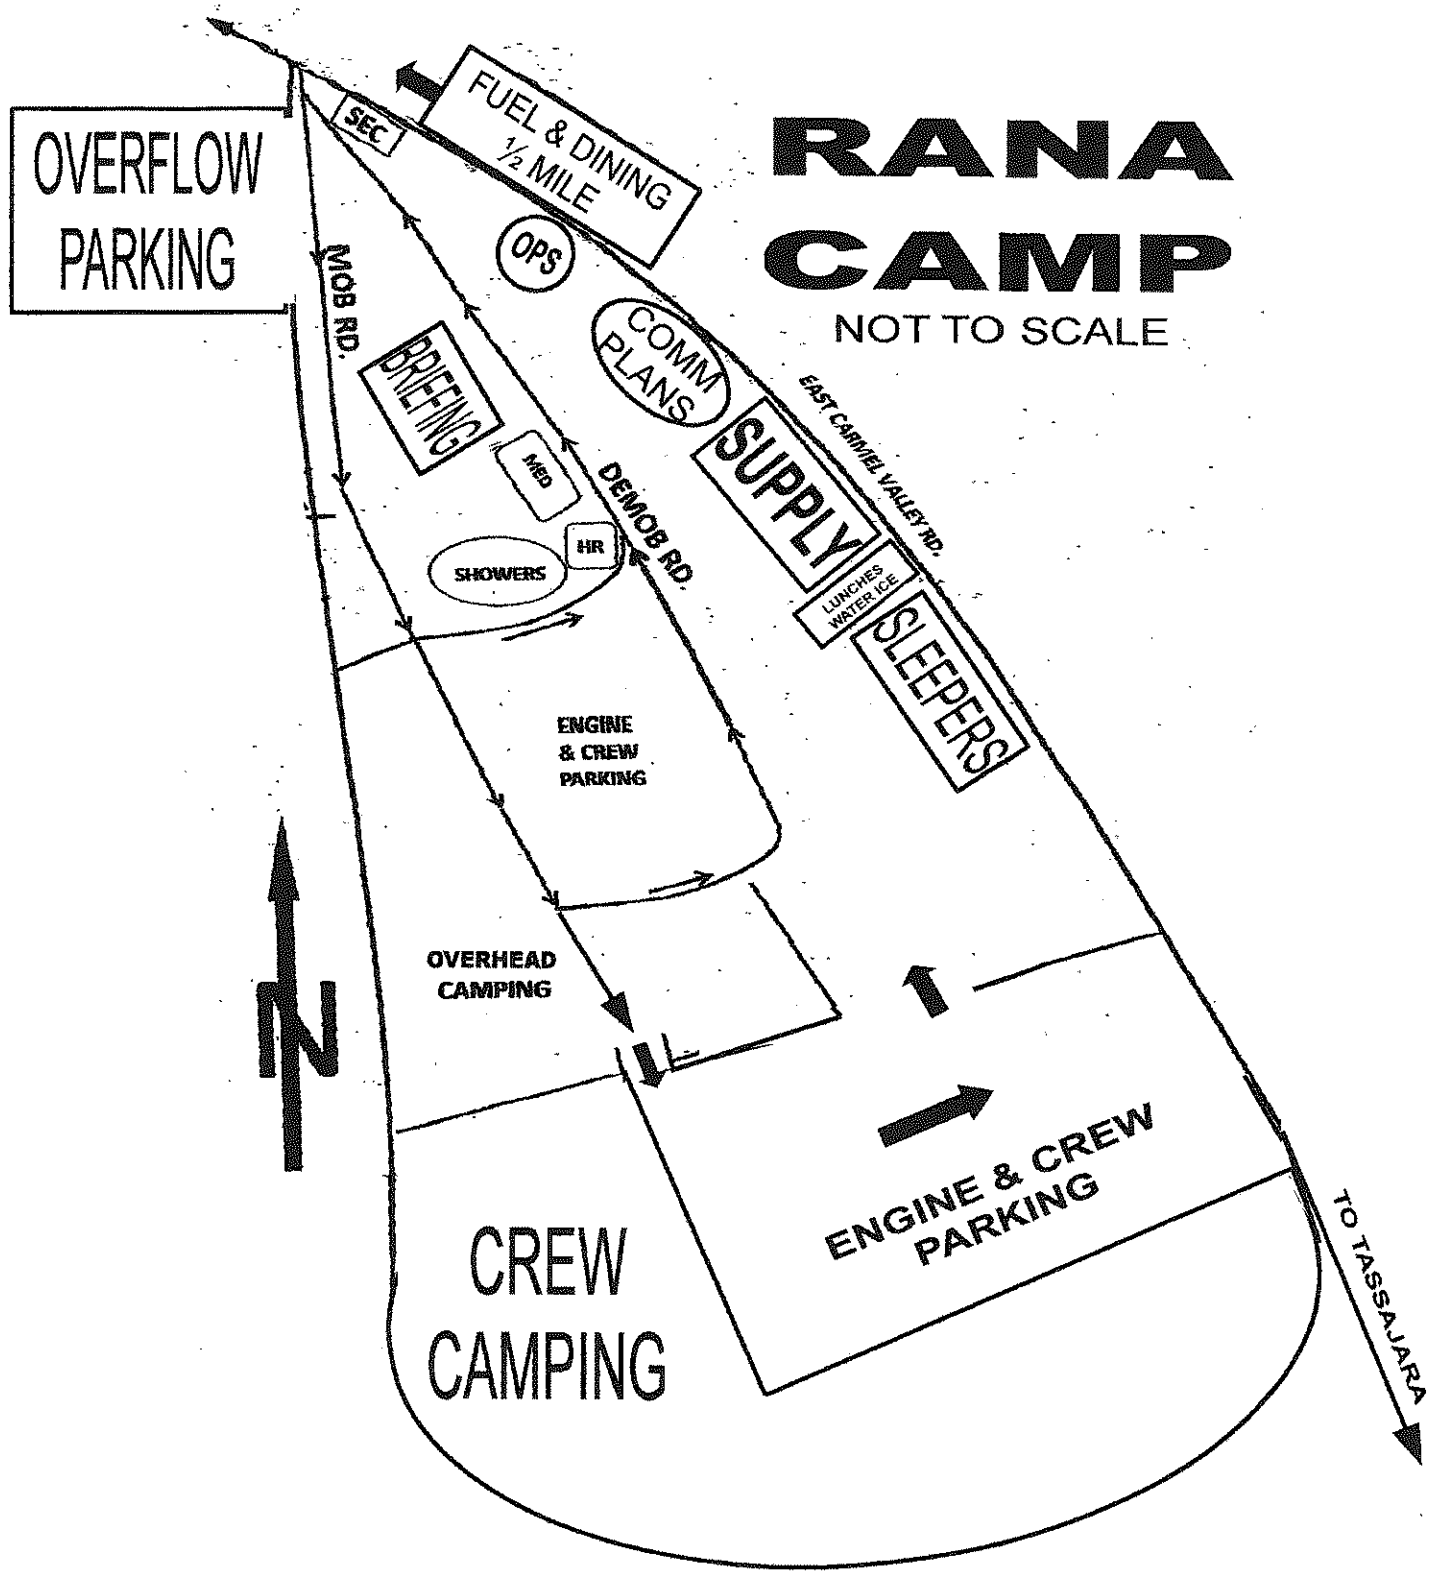 RANA
CAMP
NOT TO SCALE
OVERFLOW
PARKING
SEC
FUEL & DINING
1/2 MILE
OPS
MOB RD.
COMM
PLANS
BRIEFING
MED
HR
SHOWERS
DEMOB RD.
SUPPLY
EAST CARMEL VALLEY RD.
LUNCHES
WATER ICE
SLEEPERS
ENGINE
& CREW
PARKING
OVERHEAD
CAMPING
N
ENGINE & CREW
PARKING
CREW
CAMPING
TO TASSAJARA